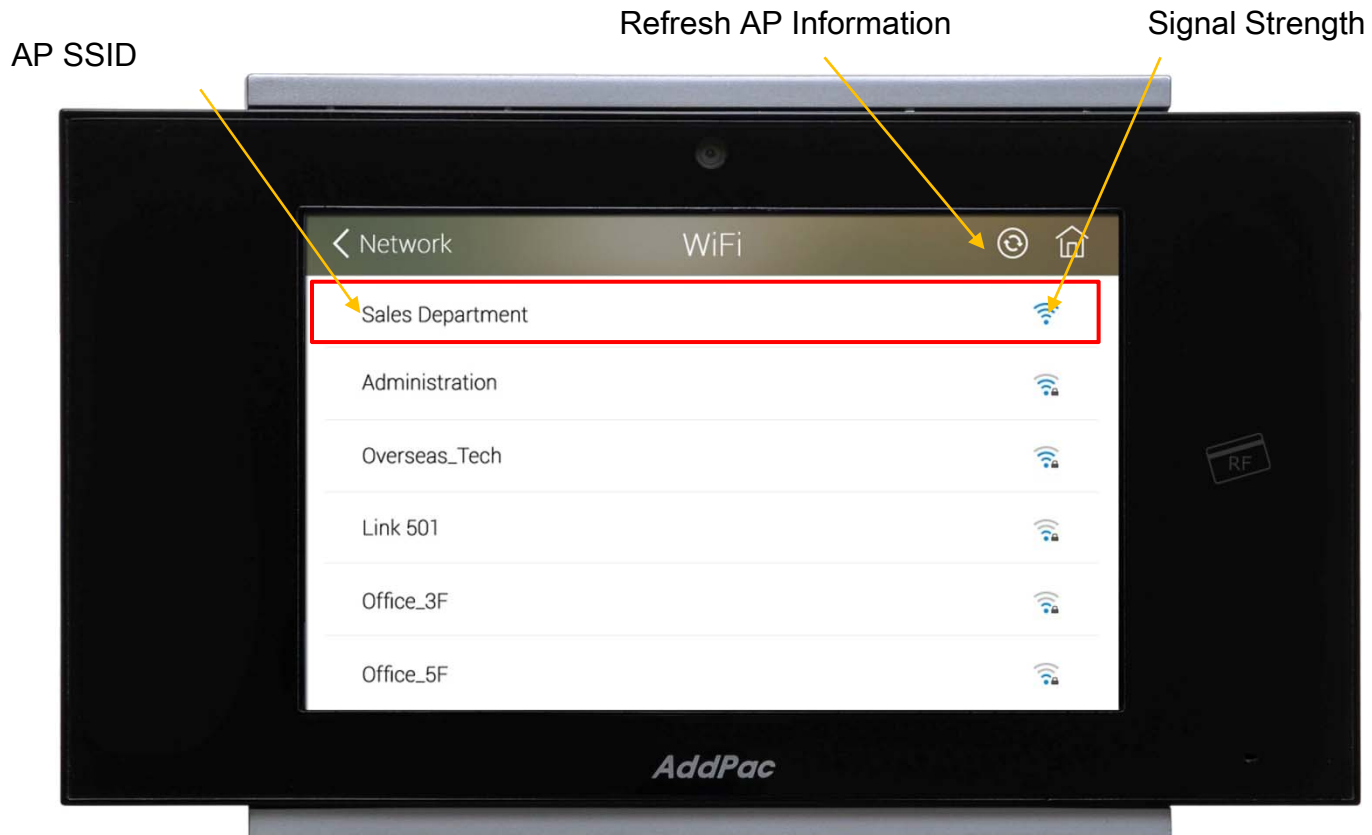 Refresh AP Information
Signal Strength
AP SSID
Network
WiFi
Sales Department
Administration
Overseas_Tech
Link 501
Office_3F
Office_5F
RF
AddPac